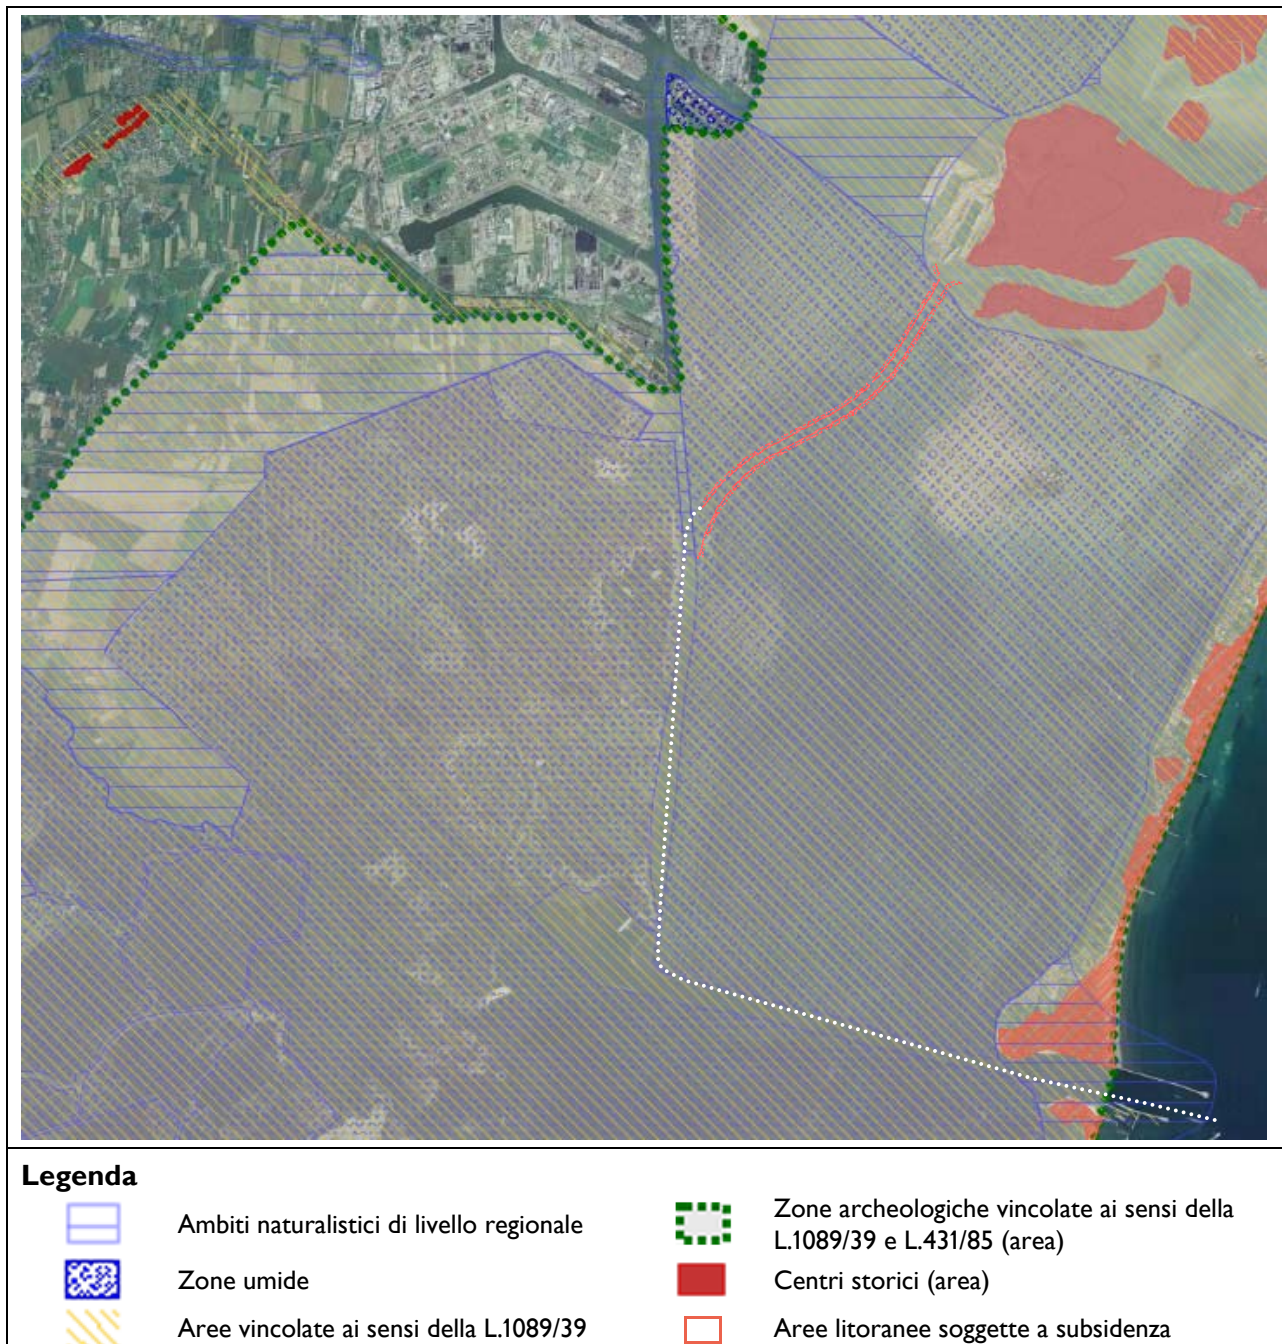 Legenda
Ambiti naturalistici di livello regionale
Zone umide
Aree vincolate ai sensi della L.1089/39
Zone archeologiche vincolate ai sensi della
L.1089/39 e L.431/85 (area)
Centri storici (area)
Aree litoranee soggette a subsidenza